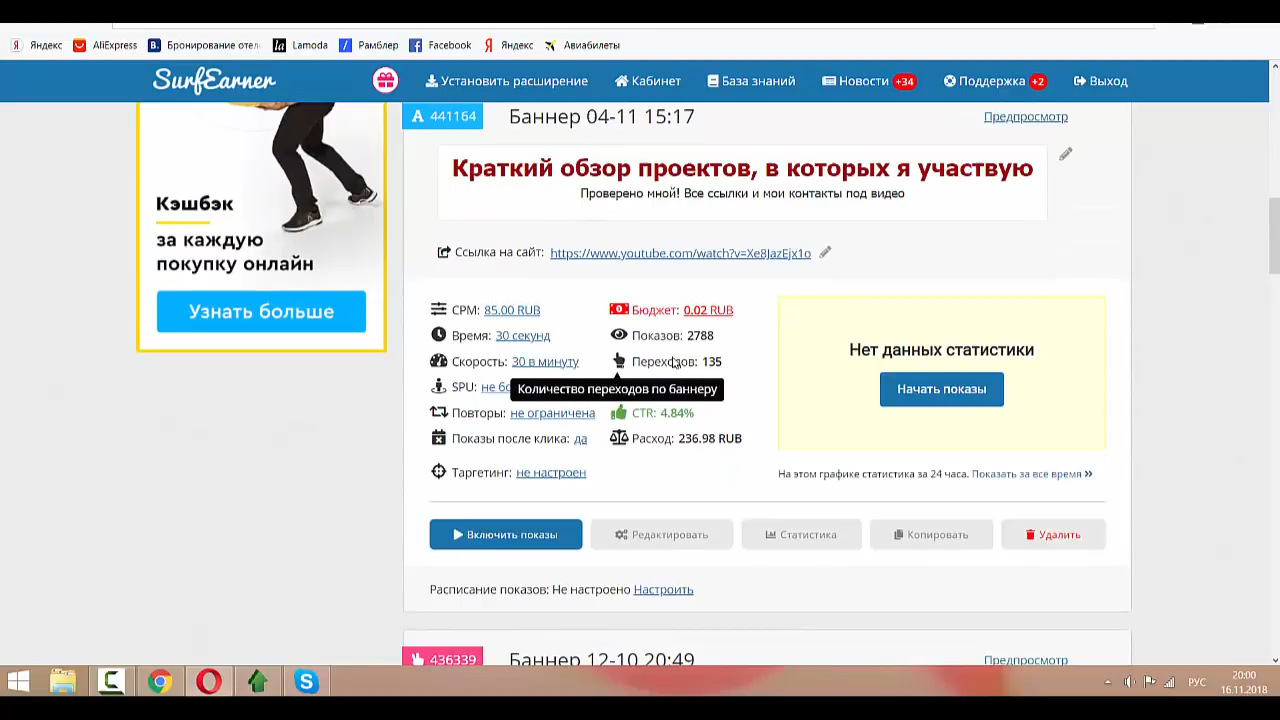 Яндекс AliExpress Бронирование отел Lamoda Рамблер Facebook Яндекс Авиабилеты
SurfEarner Установить расширение Кабинет База знаний Новости +34 Поддержка +2 Выход
441164 Баннер 04-11 15:17 Предпросмотр
Краткий обзор проектов, в которых я участвую
Проверено мной! Все ссылки и мои контакты под видео
Кэшбэк
за каждую
покупку онлайн
Узнать больше
Ссылка на сайт: https://www.youtube.com/watch?v=Xe8JazEjx1o
CPM: 85.00 RUB
Время: 30 секунд
Скорость: 30 в минуту
SPU: не бо
Повторы: не ограничена
Показы после клика: да
Таргетинг: не настроен
Бюджет: 0.02 RUB
Показов: 2788
Переходов: 135
Количество переходов по баннеру
CTR: 4.84%
Расход: 236.98 RUB
Нет данных статистики
Начать показы
На этом графике статистика за 24 часа. Показать за все время »
Включить показы Редактировать Статистика Копировать Удалить
Расписание показов: Не настроено Настроить
436339 Баннер 12-10 20:49 Предпросмотр
РУС
20:00
16.11.2018